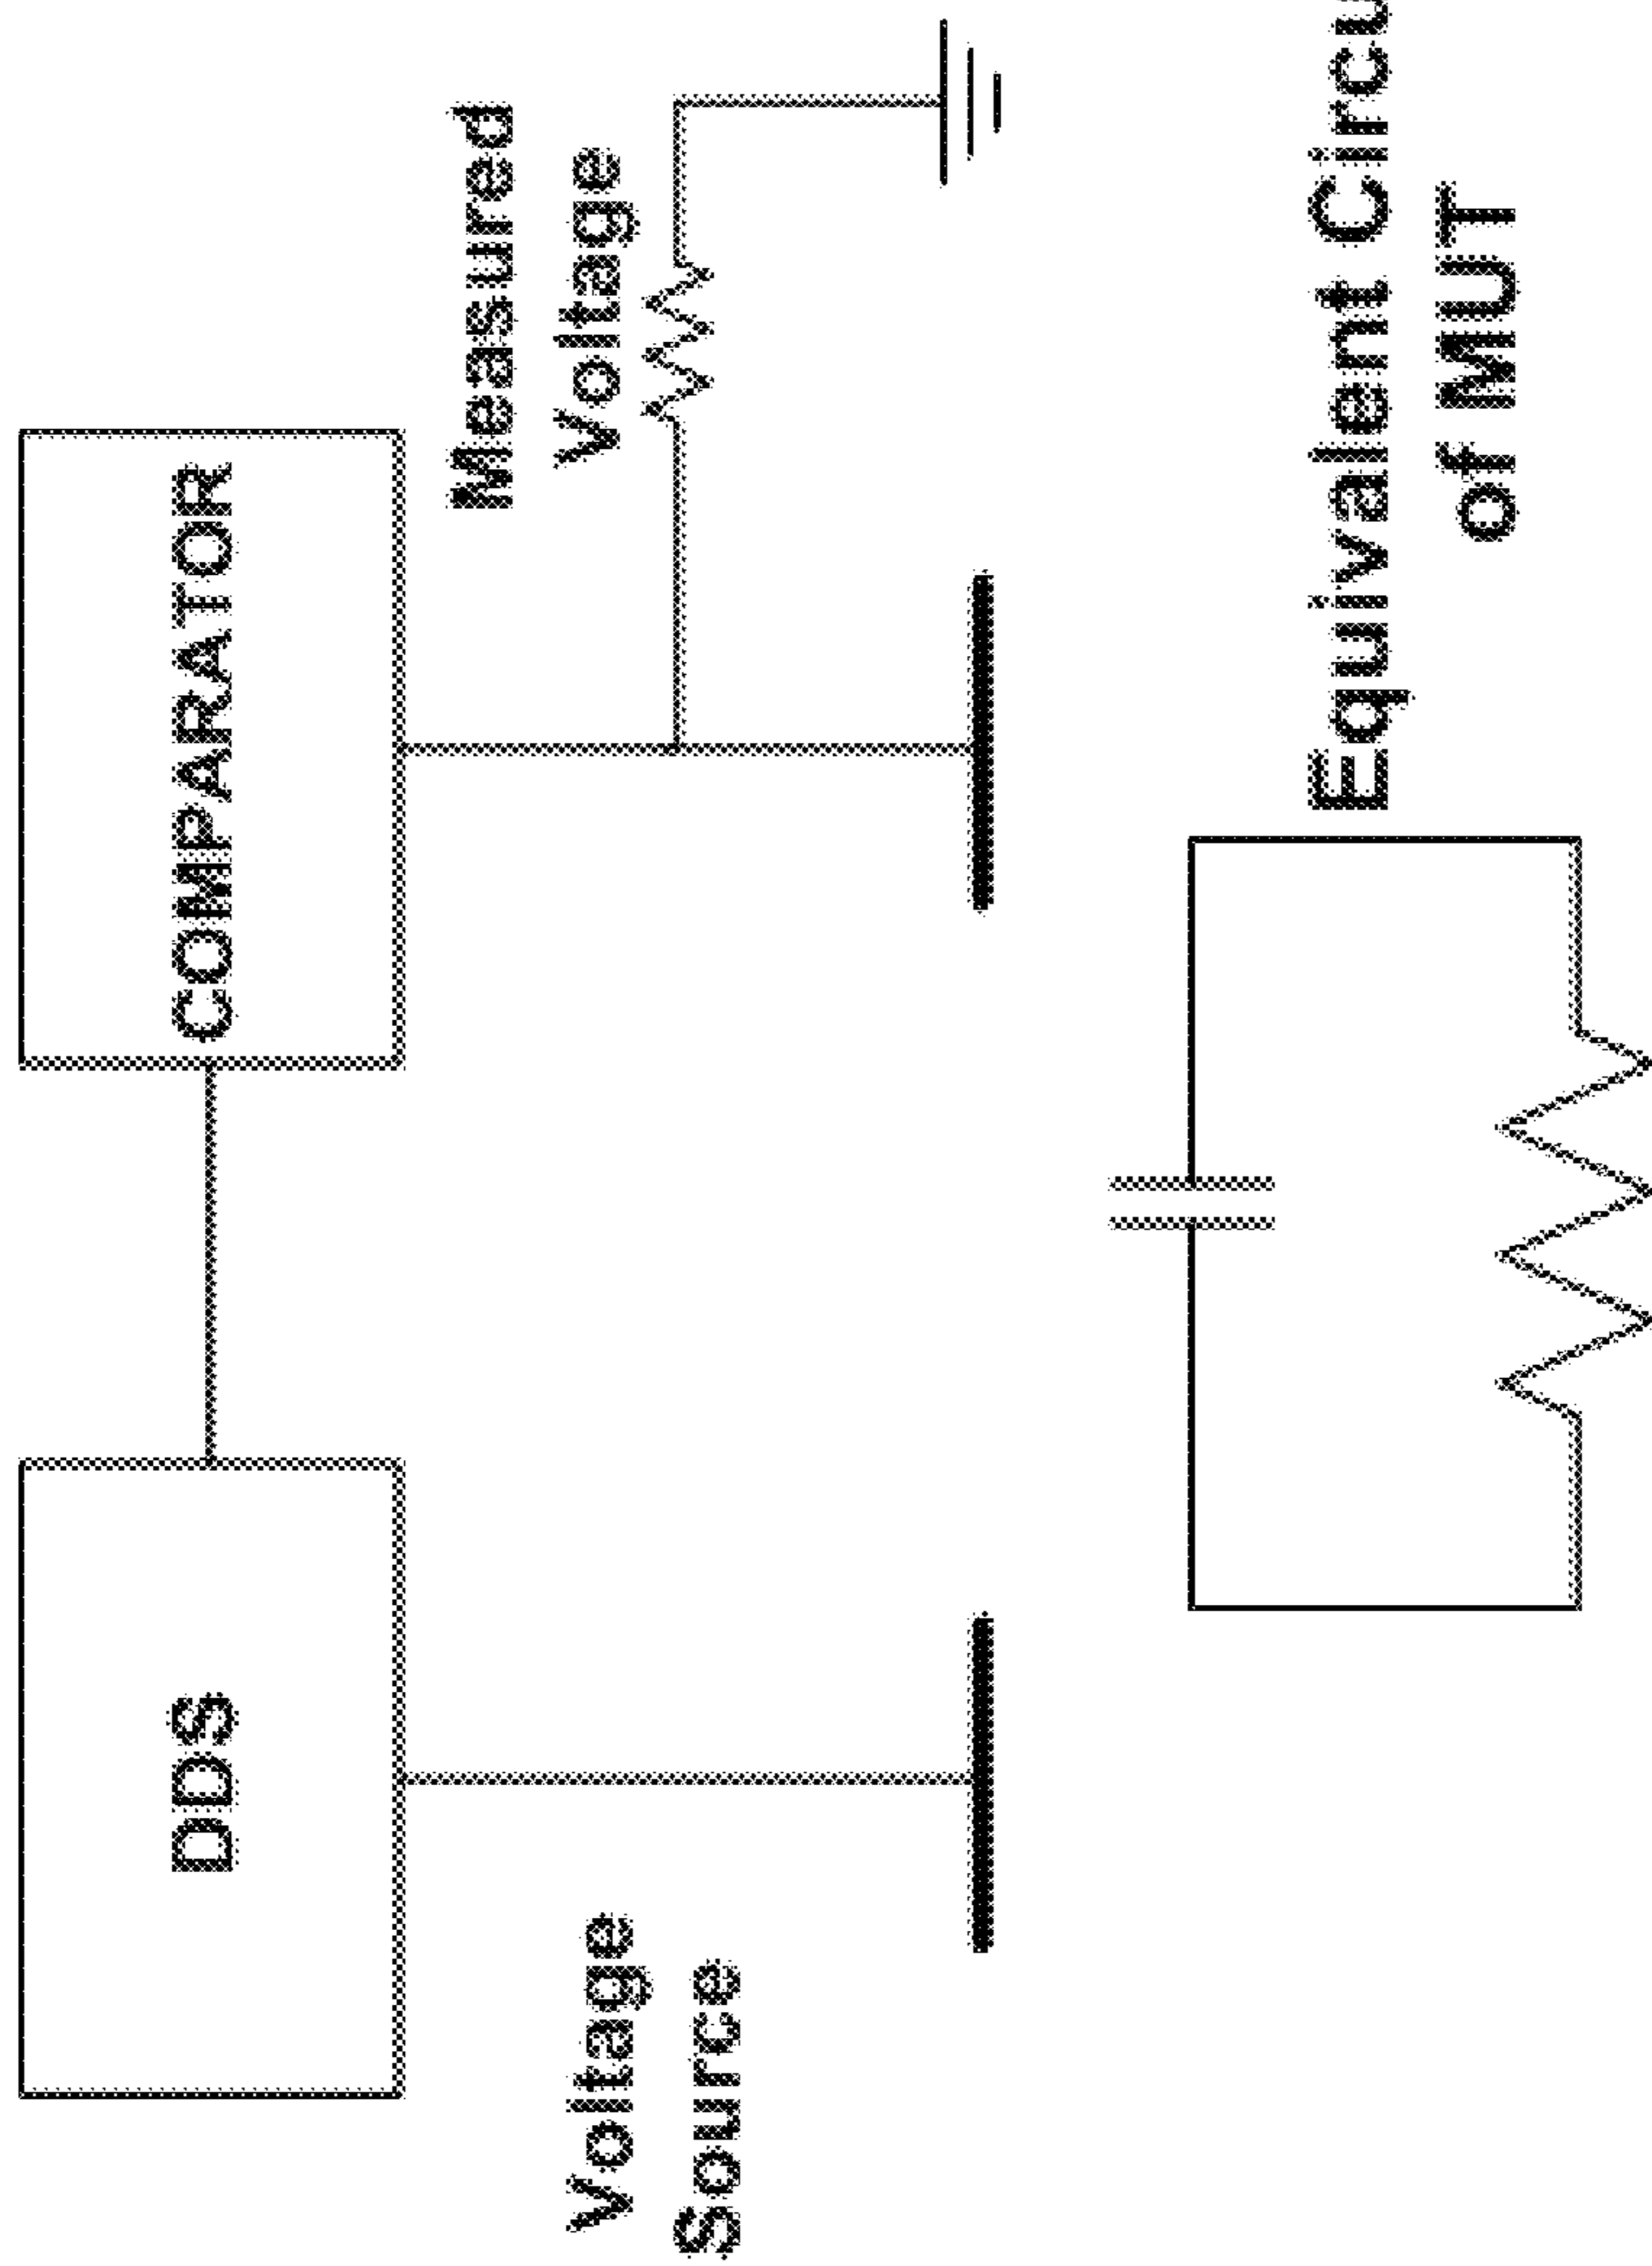 DDS
COMPARATOR
Voltage
Source
Measured
Voltage
Equivalent Circu
of MUT